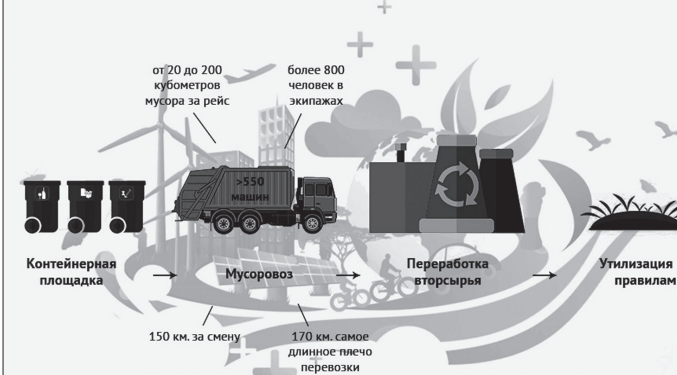 от 20 до 200
кубометров
мусора за рейс
более 800
человек в
экипажах
>550
машин
Контейнерная
площадка
Мусоровоз
Переработка
вторсырья
Утилизация
правилам
150 км. за смену
170 км. самое
длинное плечо
перевозки